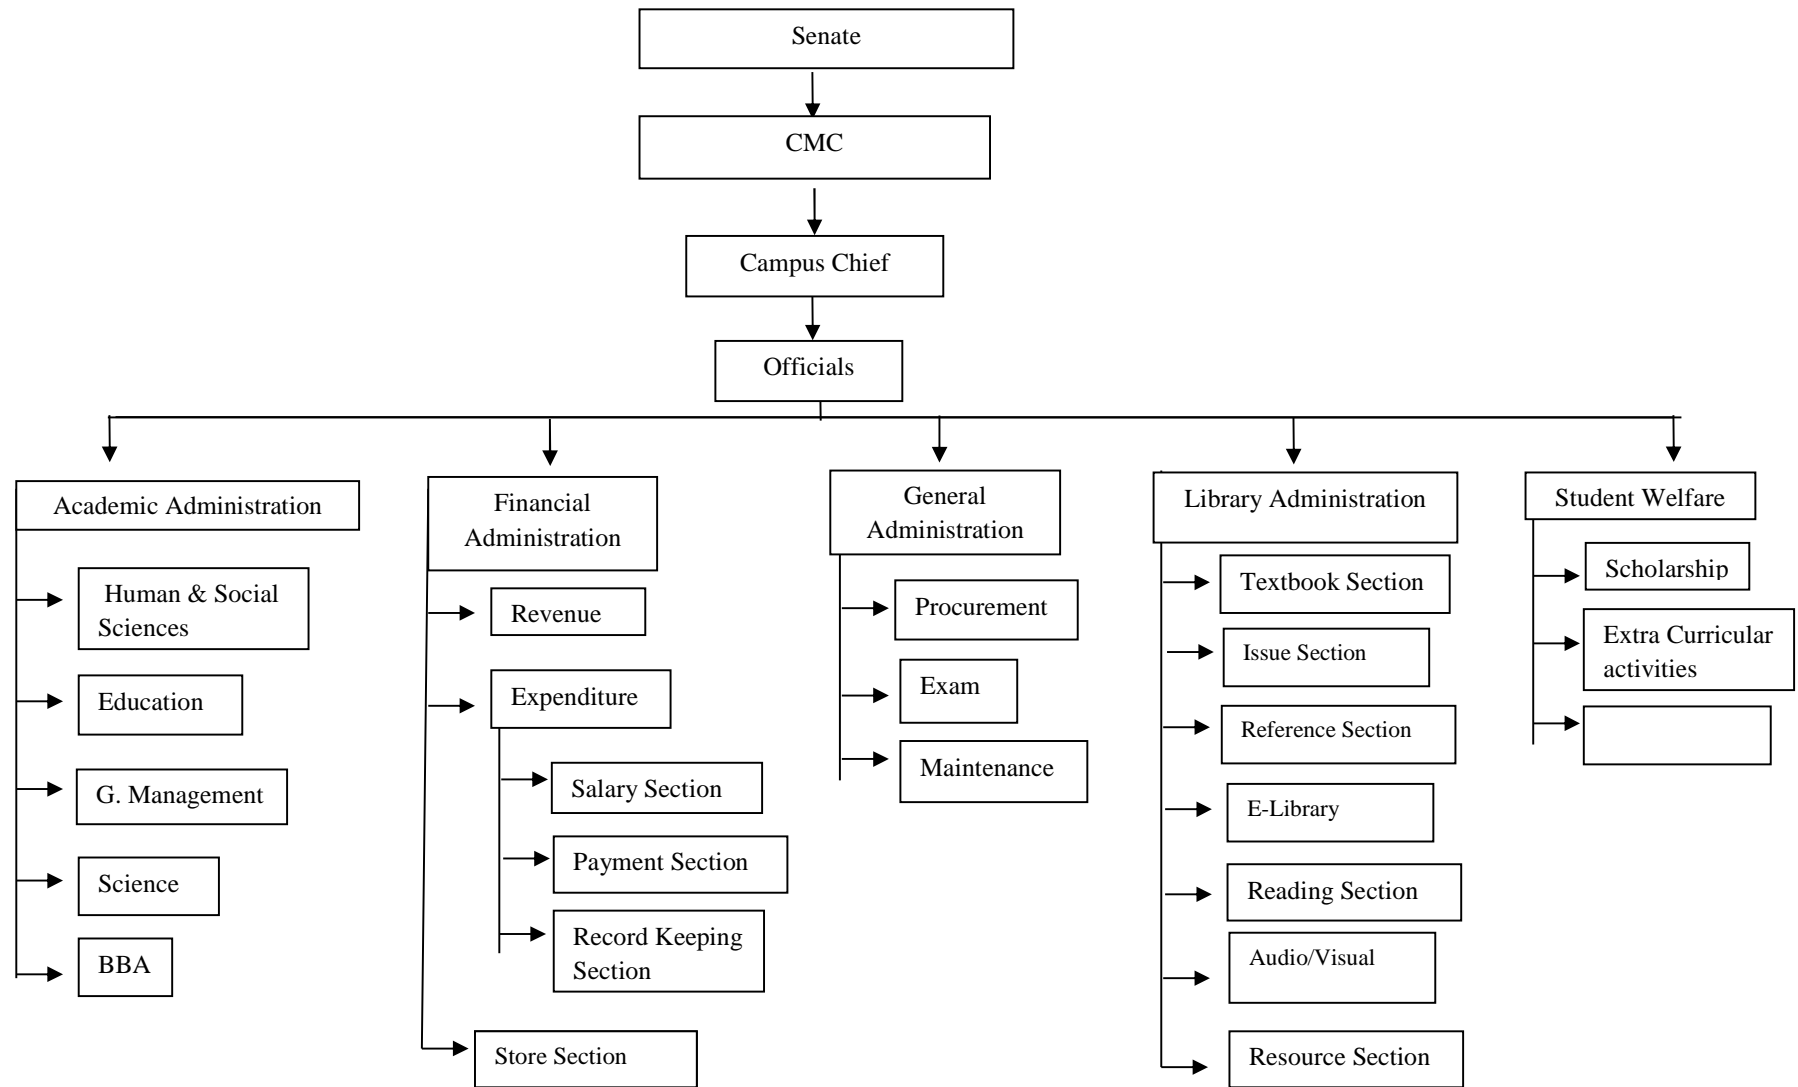 Senate
CMC
Campus Chief
Officials
Academic Administration
Human & Social
Sciences
Education
G. Management
Science
BBA
Financial
Administration
Revenue
Expenditure
Salary Section
Payment Section
Record Keeping
Section
Store Section
General
Administration
Procurement
Exam
Maintenance
Library Administration
Textbook Section
Issue Section
Reference Section
E-Library
Reading Section
Audio/Visual
Resource Section
Student Welfare
Scholarship
Extra Curricular
activities